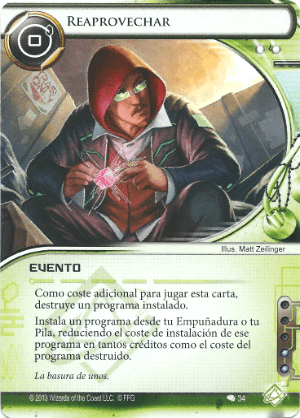 0
Reaprovechar
Illus. Matt Zeilinger
EVENTO
Como coste adicional para jugar esta carta,
destruye un programa instalado.
Instala un programa desde tu Empuñadura o tu
Pila, reduciendo el coste de instalación de ese
programa en tantos créditos como el coste del
programa destruido.
La basura de unos.
© 2013 Wizards of the Coast LLC. © FFG
34